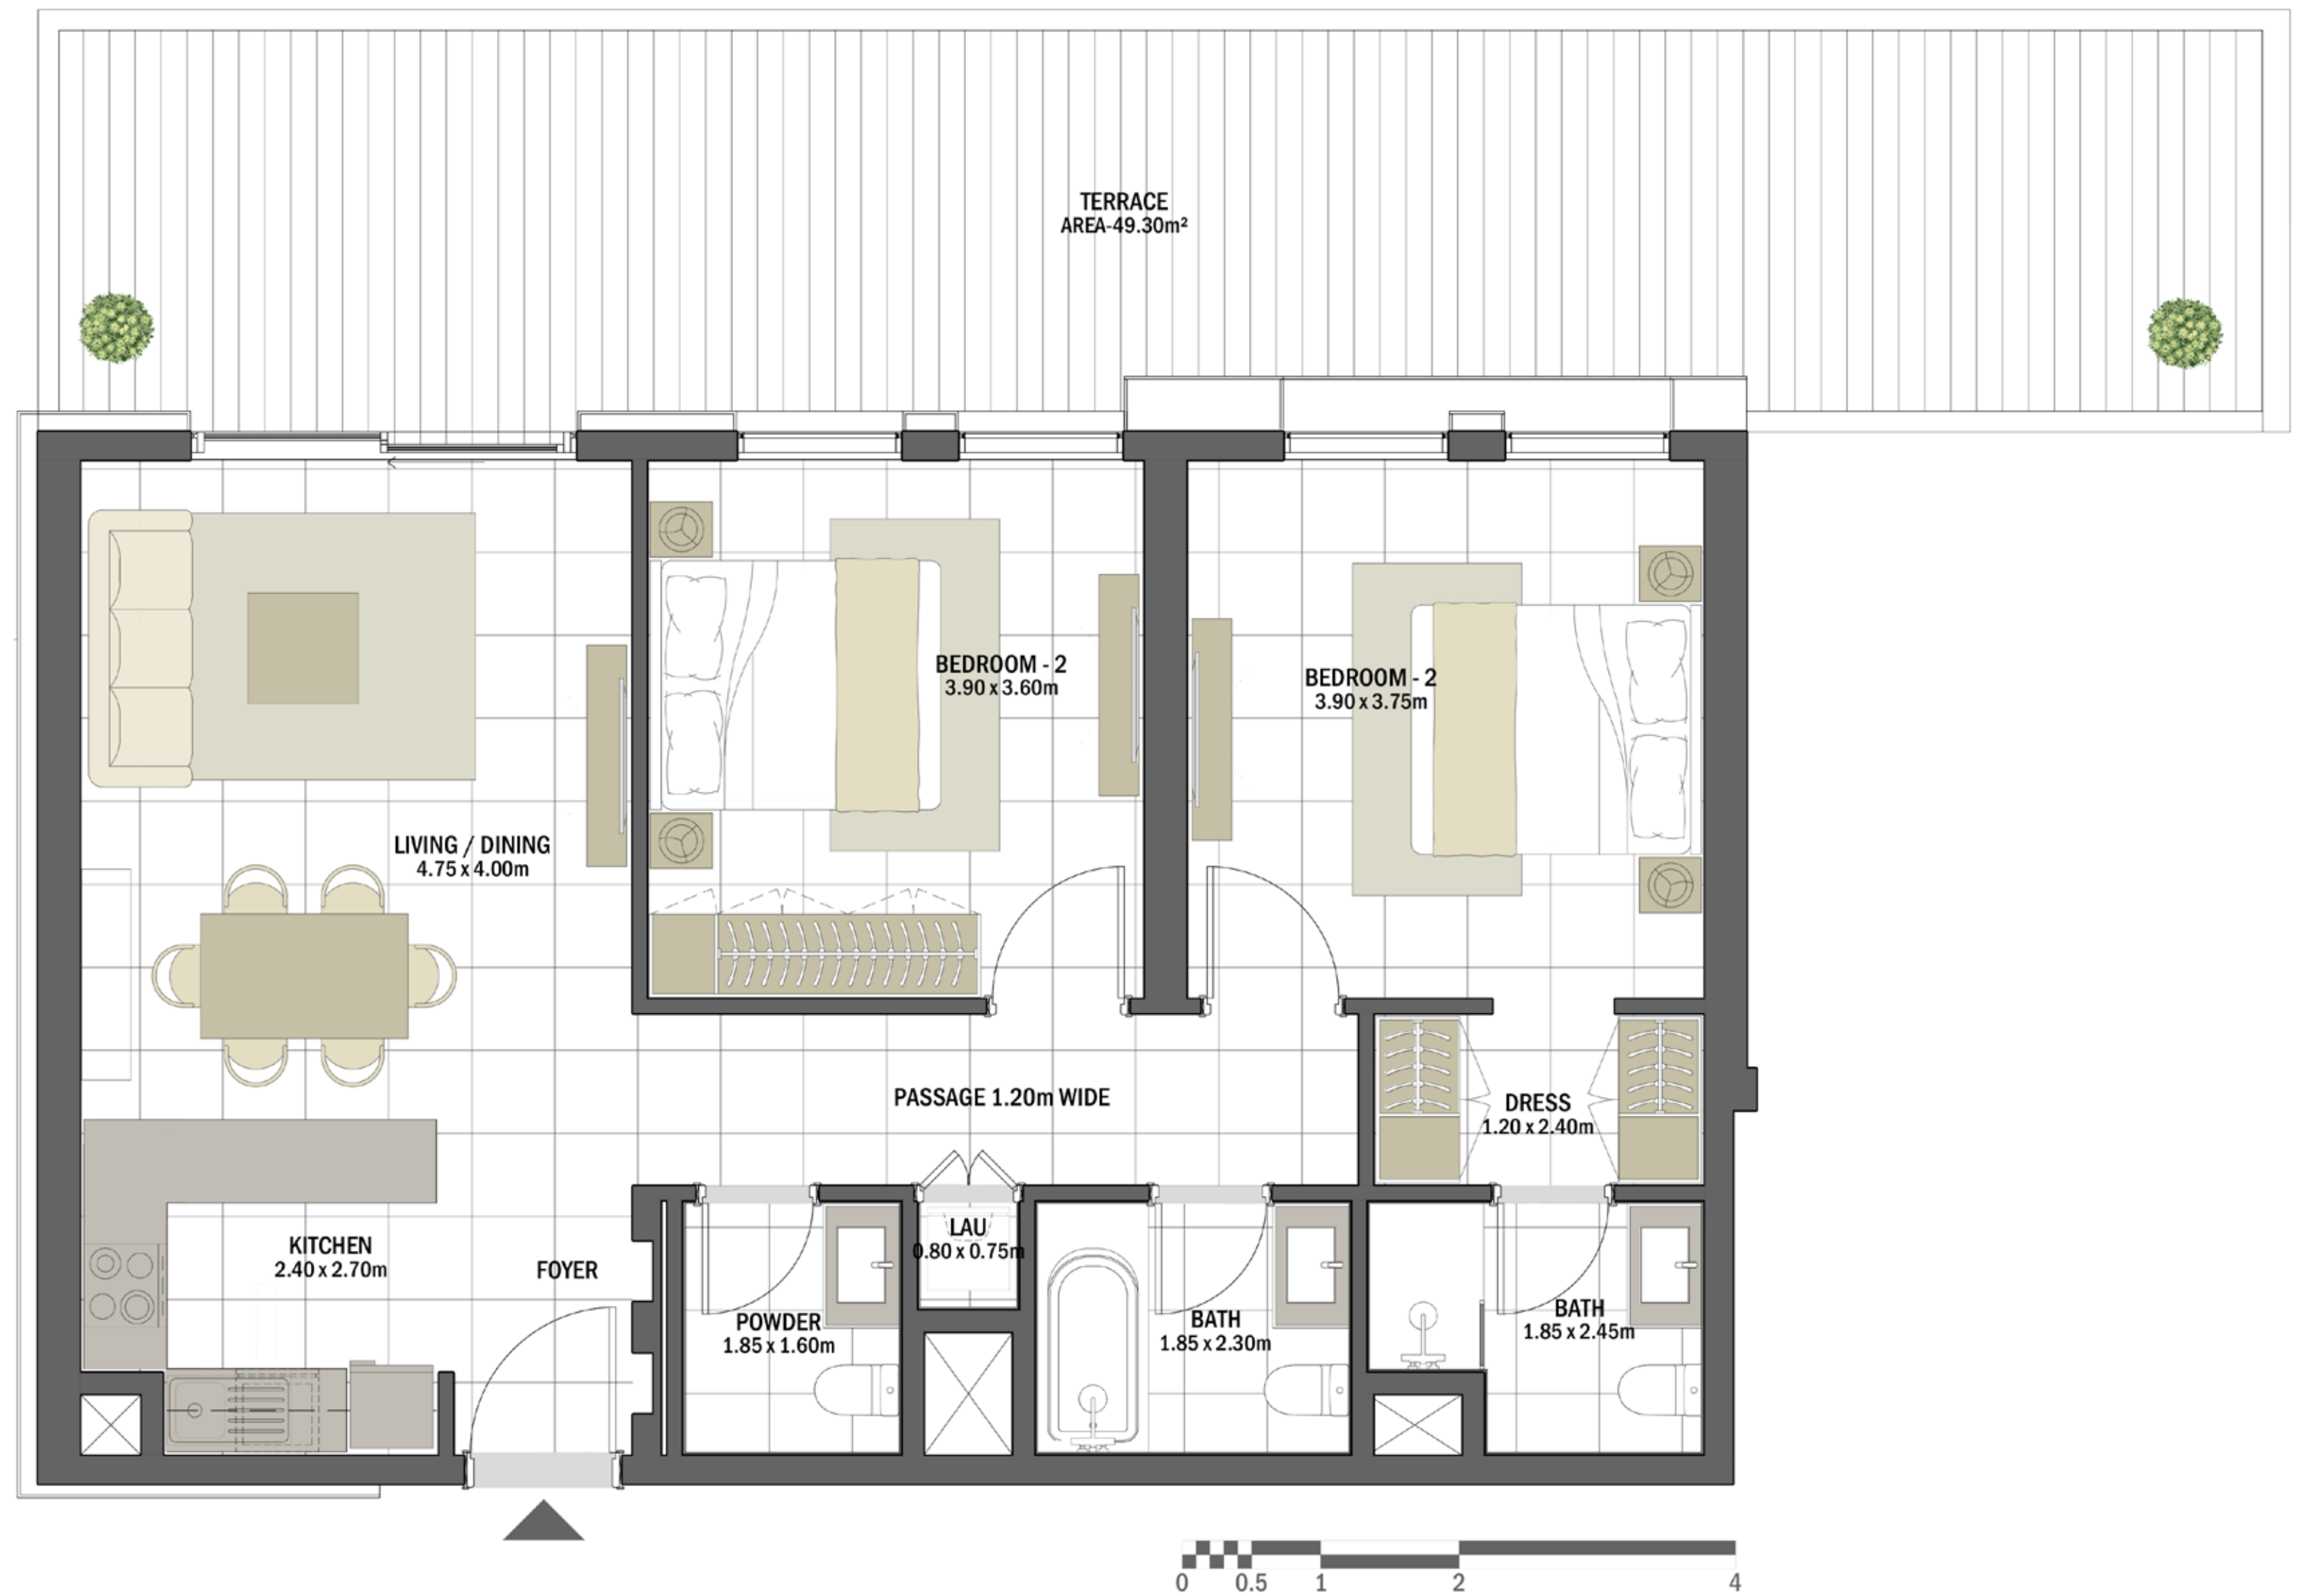 TERRACE
AREA-49.30m²
BEDROOM - 2
3.90 x 3.60m
BEDROOM - 2
3.90 x 3.75m
LIVING / DINING
4.75 x 4.00m
PASSAGE 1.20m WIDE
DRESS
1.20 x 2.40m
KITCHEN
2.40 x 2.70m
FOYER
LAU
0.80 x 0.75m
POWDER
1.85 x 1.60m
BATH
1.85 x 2.30m
BATH
1.85 x 2.45m
0 0.5 1 2 4